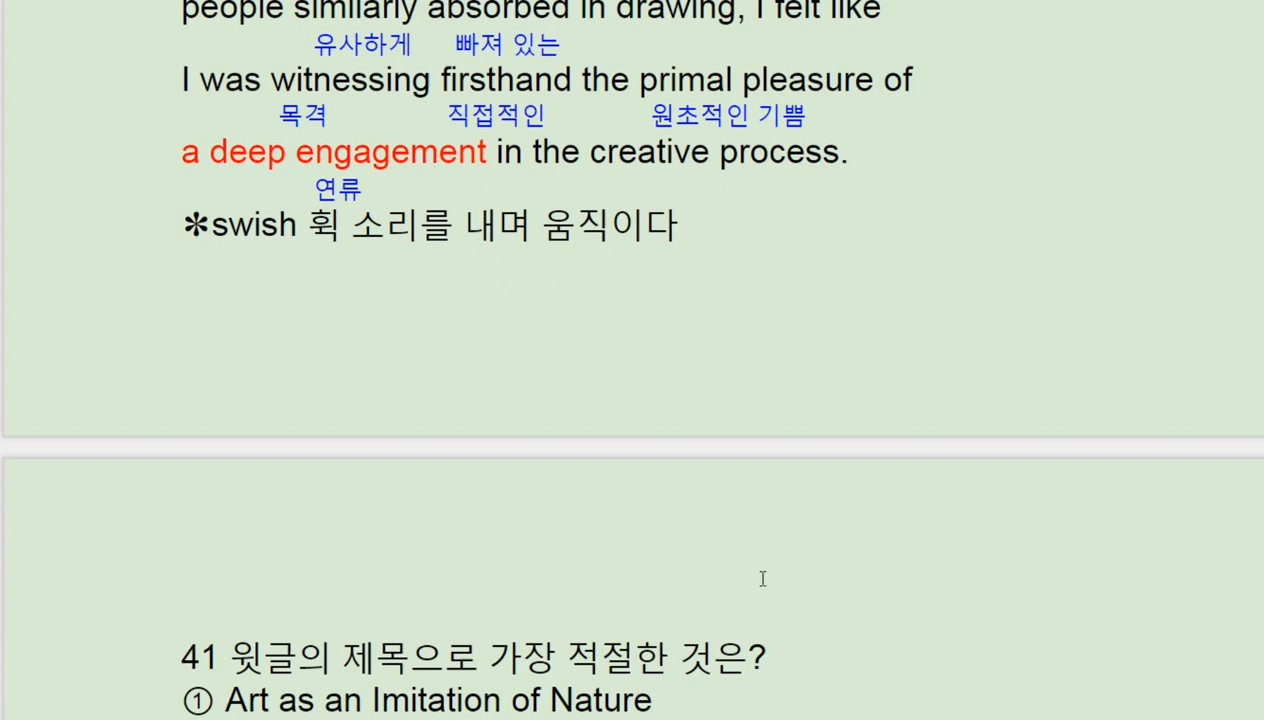 people similarly absorbed in drawing, I felt like
유사하게 빠져 있는
I was witnessing firsthand the primal pleasure of
목격 직접적인 원초적인 기쁨
a deep engagement in the creative process.
연류
✻swish 휙 소리를 내며 움직이다
41 윗글의 제목으로 가장 적절한 것은?
① Art as an Imitation of Nature